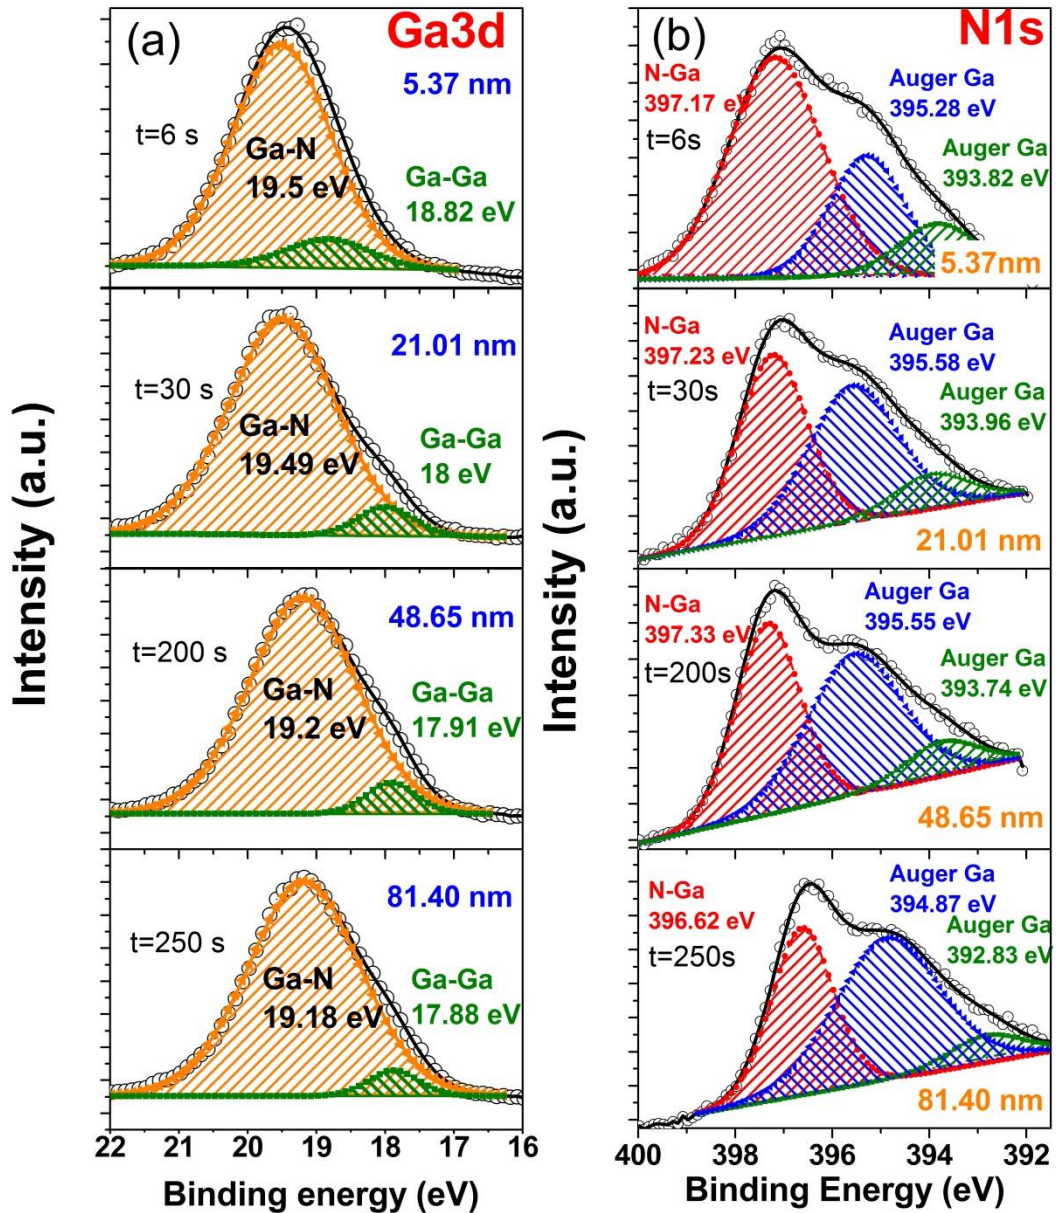 Intensity (a.u.)
(a)
Ga3d
5.37 nm
t=6 s
Ga-N
19.5 eV
Ga-Ga
18.82 eV
21.01 nm
t=30 s
Ga-N
19.49 eV
Ga-Ga
18 eV
48.65 nm
t=200 s
Ga-N
19.2 eV
Ga-Ga
17.91 eV
81.40 nm
t=250 s
Ga-N
19.18 eV
Ga-Ga
17.88 eV
22 21 20 19 18 17 16
Binding energy (eV)
Intensity (a.u.)
(b)
N1s
N-Ga
397.17 eV
t=6s
Auger Ga
395.28 eV
Auger Ga
393.82 eV
5.37nm
N-Ga
397.23 eV
t=30s
Auger Ga
395.58 eV
Auger Ga
393.96 eV
21.01 nm
N-Ga
397.33 eV
t=200s
Auger Ga
395.55 eV
Auger Ga
393.74 eV
48.65 nm
N-Ga
396.62 eV
t=250s
Auger Ga
394.87 eV
Auger Ga
392.83 eV
81.40 nm
400 398 396 394 392
Binding Energy (eV)